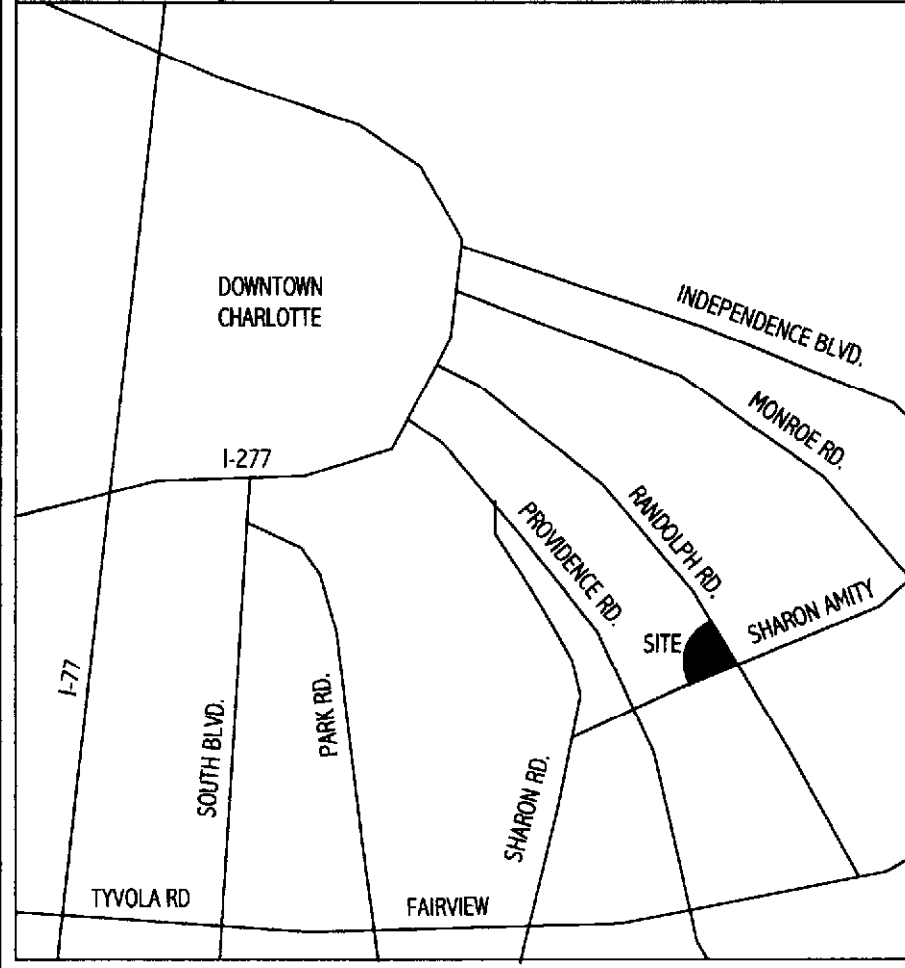 DOWNTOWN
CHARLOTTE
INDEPENDENCE BLVD.
MONROE RD.
I-277
RANDOLPH RD.
PROVIDENCE RD.
SHARON AMITY
SITE
I-77
PARK RD.
SOUTH BLVD.
SHARON RD.
TYVOLA RD
FAIRVIEW